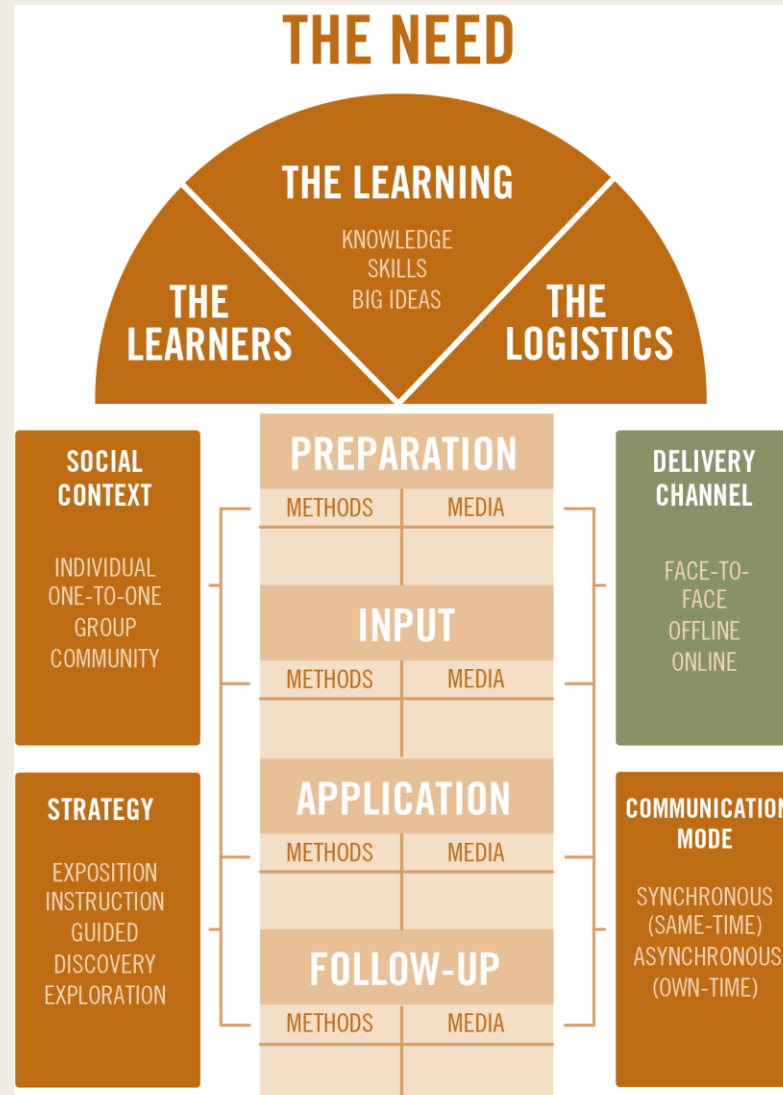 THE NEED
THE LEARNING
KNOWLEDGE
SKILLS
BIG IDEAS
THE
LEARNERS
THE
LOGISTICS
SOCIAL
CONTEXT
INDIVIDUAL
ONE-TO-ONE
GROUP
COMMUNITY
STRATEGY
EXPOSITION
INSTRUCTION
GUIDED
DISCOVERY
EXPLORATION
PREPARATION
METHODS MEDIA
INPUT
METHODS MEDIA
APPLICATION
METHODS MEDIA
FOLLOW-UP
METHODS MEDIA
DELIVERY
CHANNEL
FACE-TO-
FACE
OFFLINE
ONLINE
COMMUNICATION
MODE
SYNCHRONOUS
(SAME-TIME)
ASYNCHRONOUS
(OWN-TIME)